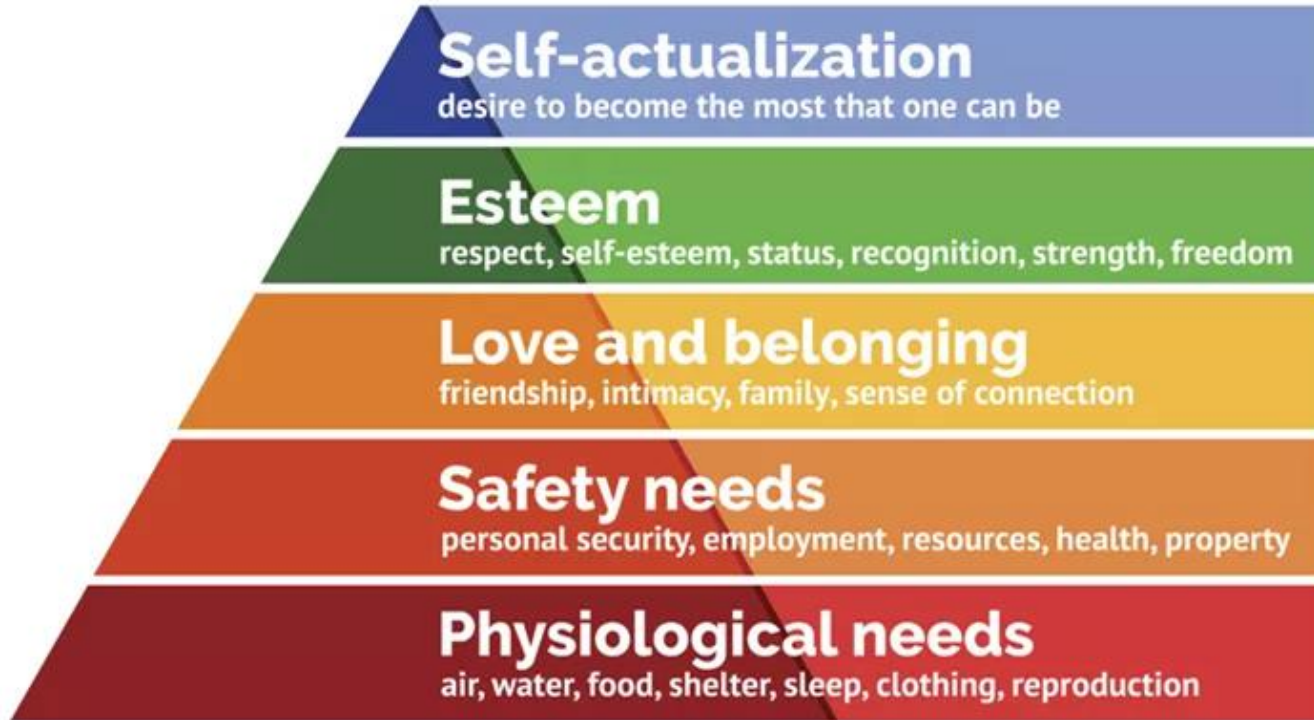 Self-actualization
desire to become the most that one can be
Esteem
respect, self-esteem, status, recognition, strength, freedom
Love and belonging
friendship, intimacy, family, sense of connection
Safety needs
personal security, employment, resources, health, property
Physiological needs
air, water, food, shelter, sleep, clothing, reproduction